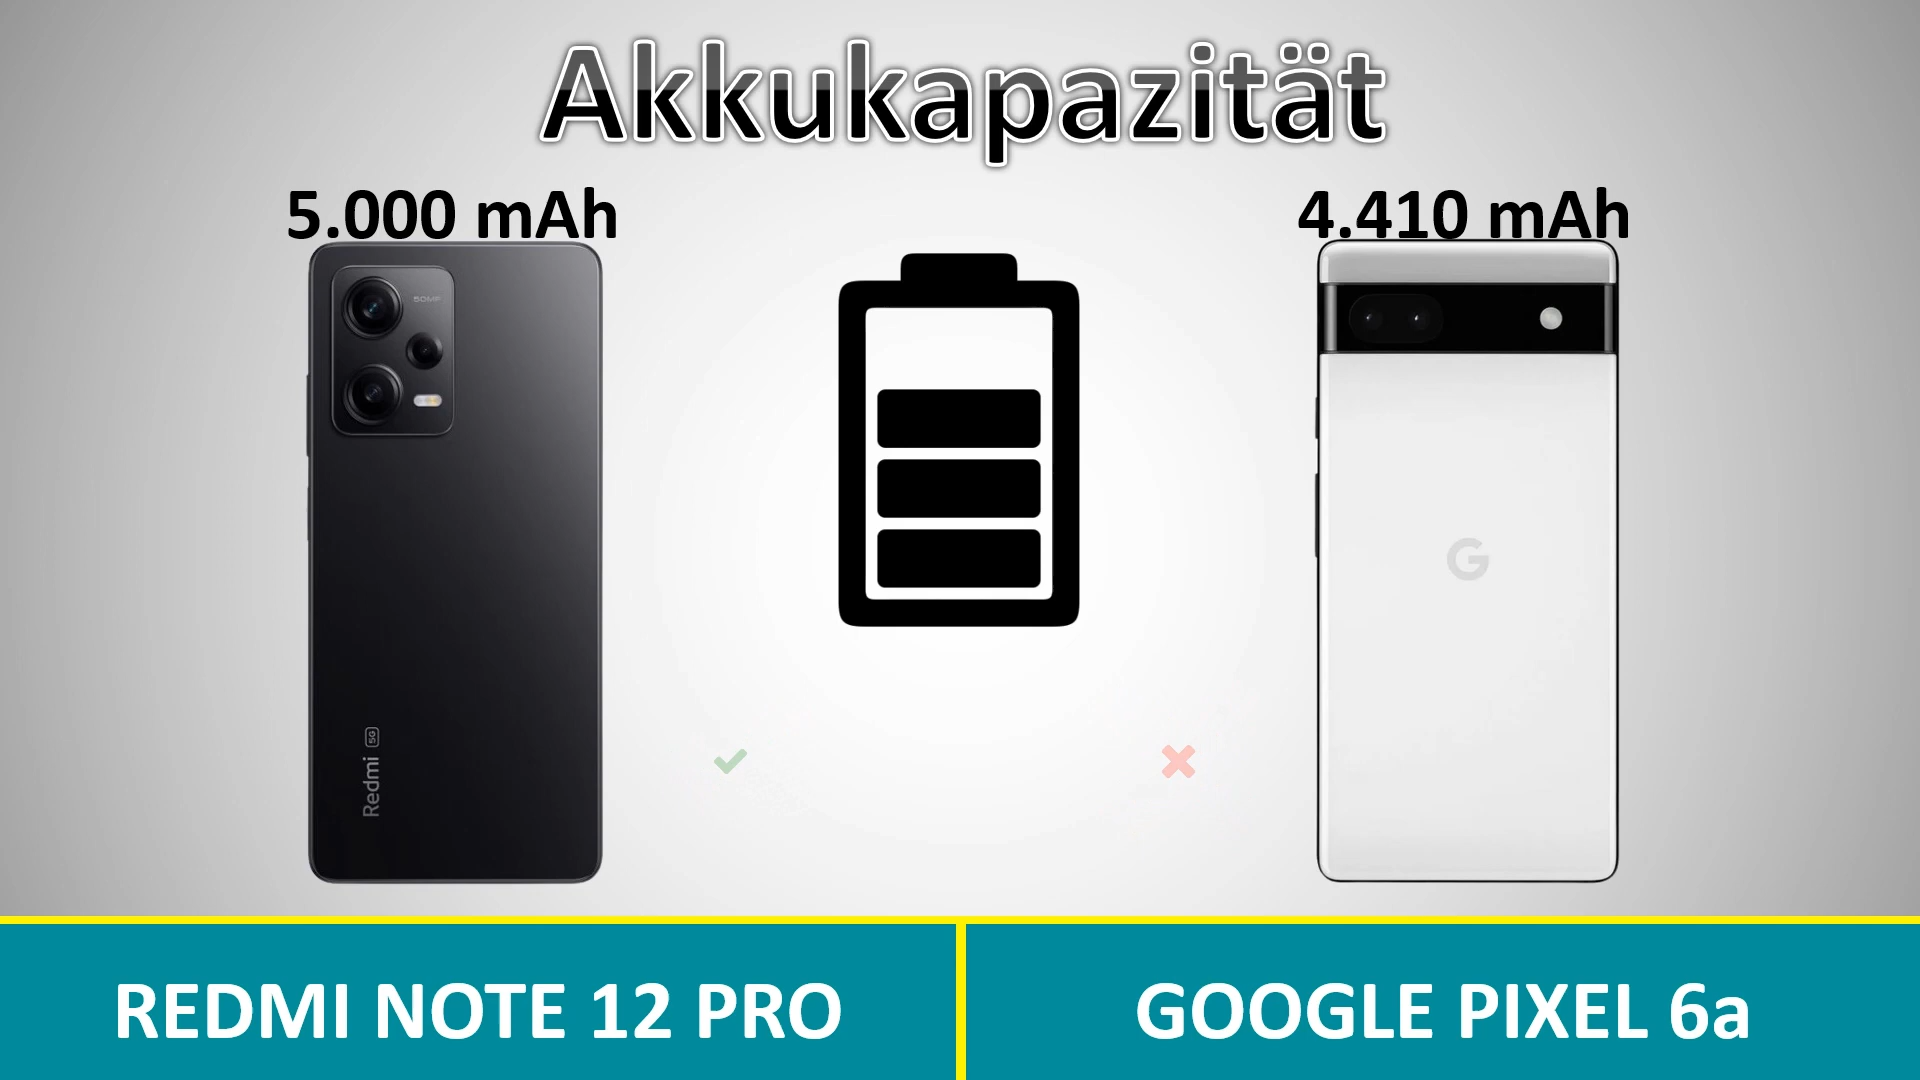 Akkukapazität
5.000 mAh
4.410 mAh
50MP
Redmi 5G
G
REDMI NOTE 12 PRO
GOOGLE PIXEL 6a